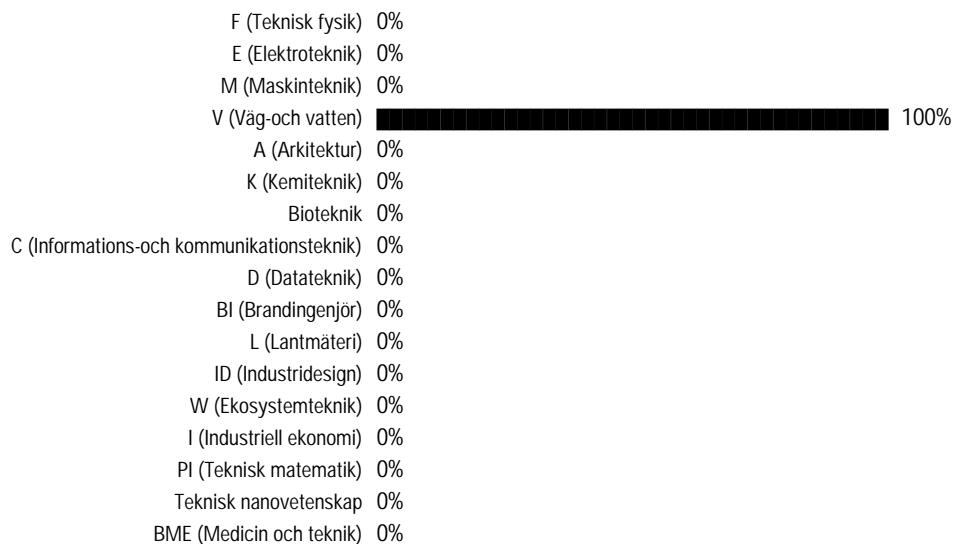 F (Teknisk fysik) 0%
E (Elektroteknik) 0%
M (Maskinteknik) 0%
V (Väg-och vatten) 100%
A (Arkitektur) 0%
K (Kemiteknik) 0%
Bioteknik 0%
C (Informations-och kommunikationsteknik) 0%
D (Datateknik) 0%
BI (Brandingenjör) 0%
L (Lantmäteri) 0%
ID (Industridesign) 0%
W (Ekosystemteknik) 0%
I (Industriell ekonomi) 0%
PI (Teknisk matematik) 0%
Teknisk nanovetenskap 0%
BME (Medicin och teknik) 0%